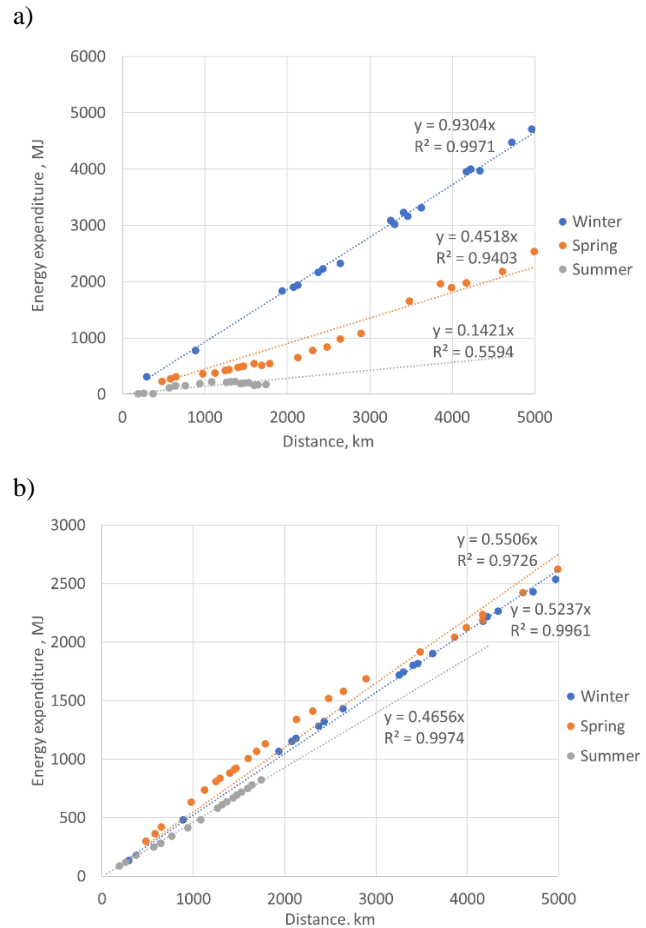 a)
6000
5000
4000
3000
2000
1000
0
Energy expenditure , MJ
y = 0.9304x
R² = 0.9971
y = 0.4518x
R² = 0.9403
y = 0.1421x
R² = 0.5594
Winter
Spring
Summer
0 1000 2000 3000 4000 5000
Distance, km
b)
3000
2500
2000
1500
1000
500
0
Energy expenditure , MJ
y = 0.5506x
R² = 0.9726
y = 0.5237x
R² = 0.9961
y = 0.4656x
R² = 0.9974
Winter
Spring
Summer
0 1000 2000 3000 4000 5000
Distance, km